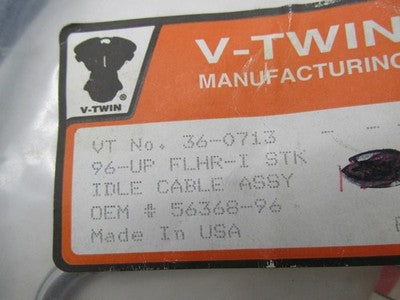 V-TWIN
MANUFACTURING
®
V-TWIN
VT No. 36-0713
96-UP FLHR-I STK
IDLE CABLE ASSY
OEM # 56368-96
Made In USA